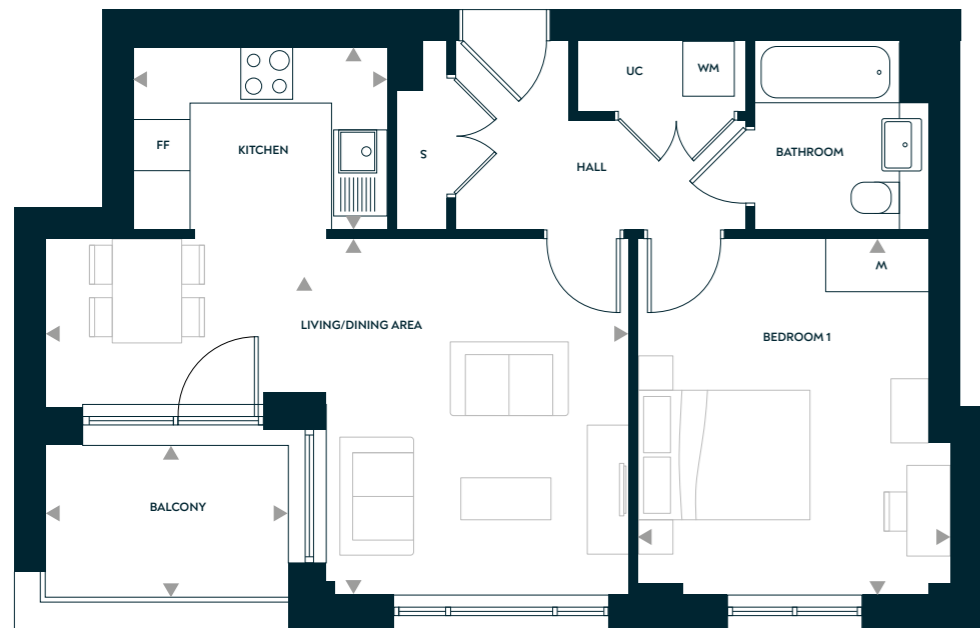 UC
WM
FF
KITCHEN
S
BATHROOM
HALL
M
LIVING/DINING AREA
BEDROOM 1
BALCONY